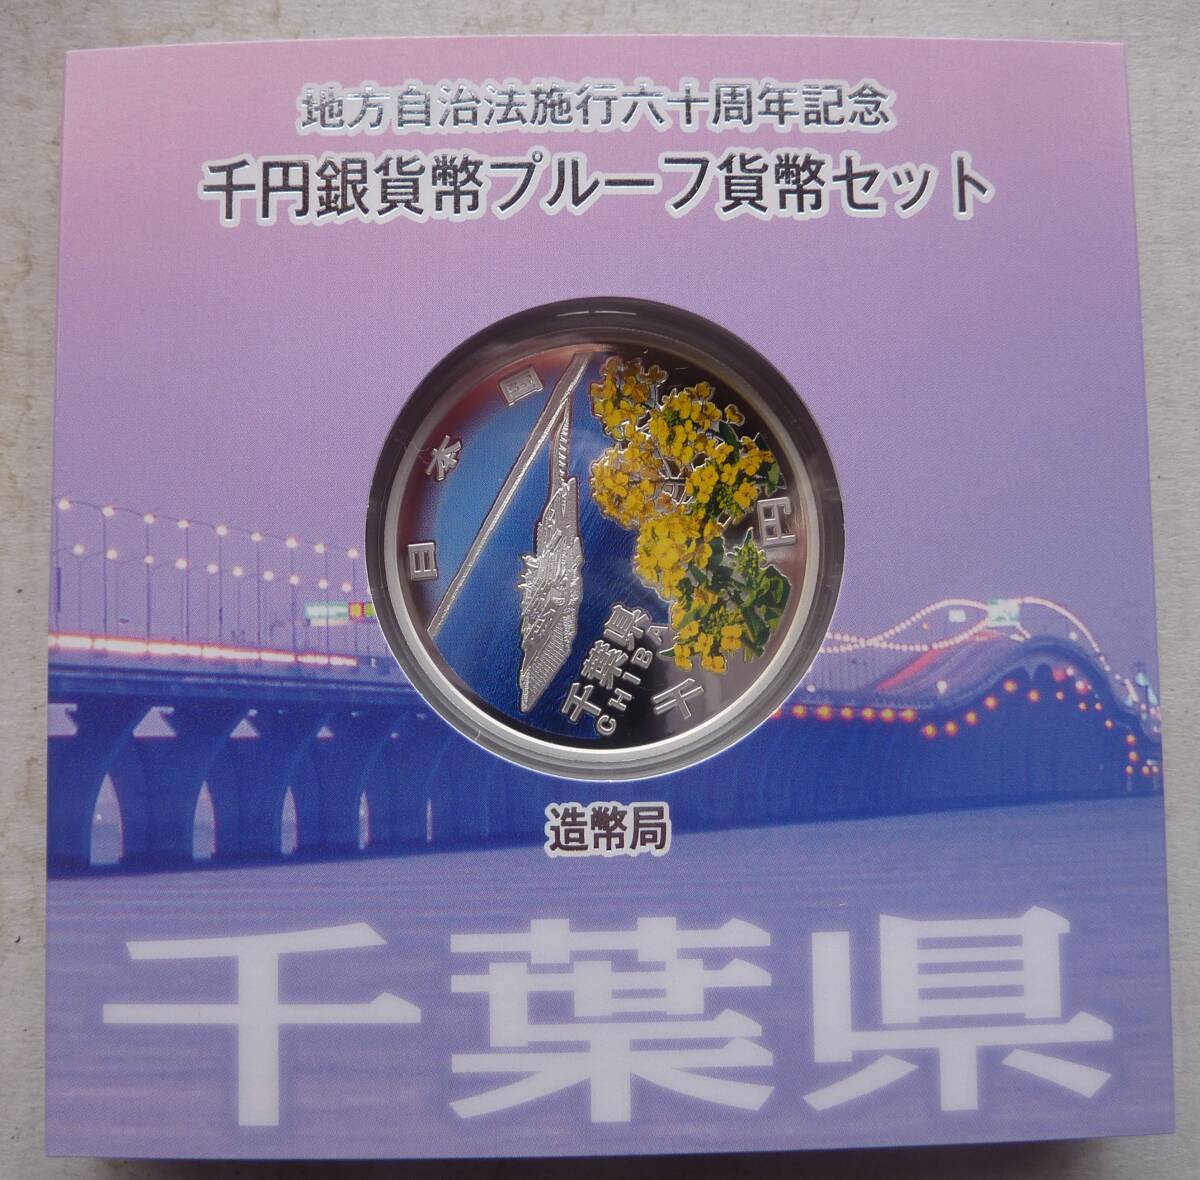 地方自治法施行六十周年記念
千円銀貨幣プルーフ貨幣セット
日本国
千円
千葉県
CHIBA
造幣局
千葉県